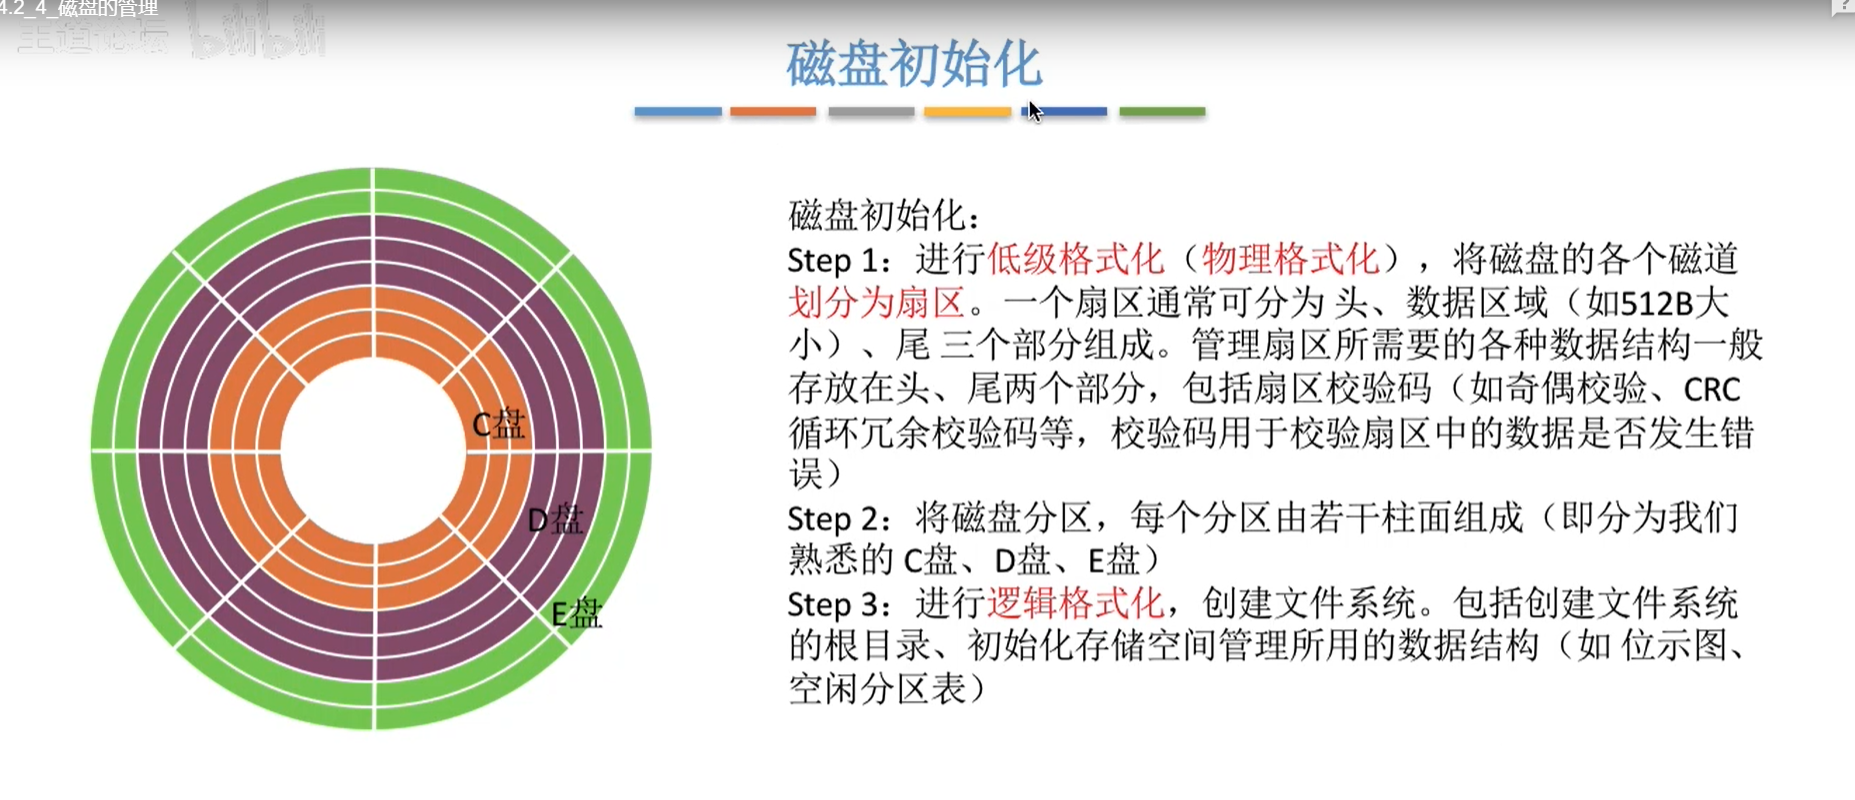 4.2_4_磁盘的管理
王道论坛 bilibili
磁盘初始化
磁盘初始化：
Step 1：进行低级格式化（物理格式化），将磁盘的各个磁道
划分为扇区。一个扇区通常可分为 头、数据区域（如512B大
小）、尾 三个部分组成。管理扇区所需要的各种数据结构一般
存放在头、尾两个部分，包括扇区校验码（如奇偶校验、CRC
循环冗余校验码等，校验码用于校验扇区中的数据是否发生错
误）
Step 2：将磁盘分区，每个分区由若干柱面组成（即分为我们
熟悉的 C盘、D盘、E盘）
Step 3：进行逻辑格式化，创建文件系统。包括创建文件系统
的根目录、初始化存储空间管理所用的数据结构（如 位示图、
空闲分区表）
C盘
D盘
E盘
?